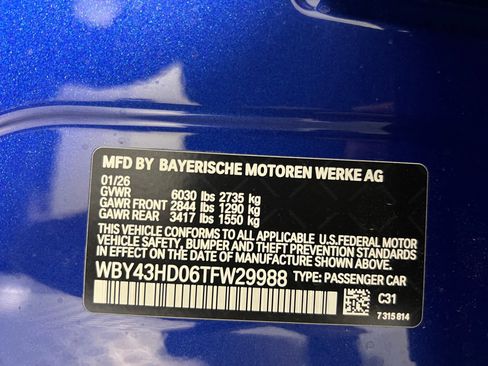 MFD BY BAYERISCHE MOTOREN WERKE AG
01/26
GVWR 6030 lbs 2735 kg
GAWR FRONT 2844 lbs 1290 kg
GAWR REAR 3417 lbs 1550 kg
THIS VEHICLE CONFORMS TO ALL APPLICABLE U.S.FEDERAL MOTOR
VEHICLE SAFETY, BUMPER, AND THEFT PREVENTION STANDARDS
IN EFFECT ON THE DATE OF MANUFACTURE SHOWN ABOVE.
WBY43HD06TFW29988 TYPE: PASSENGER CAR
C31
7 315 814